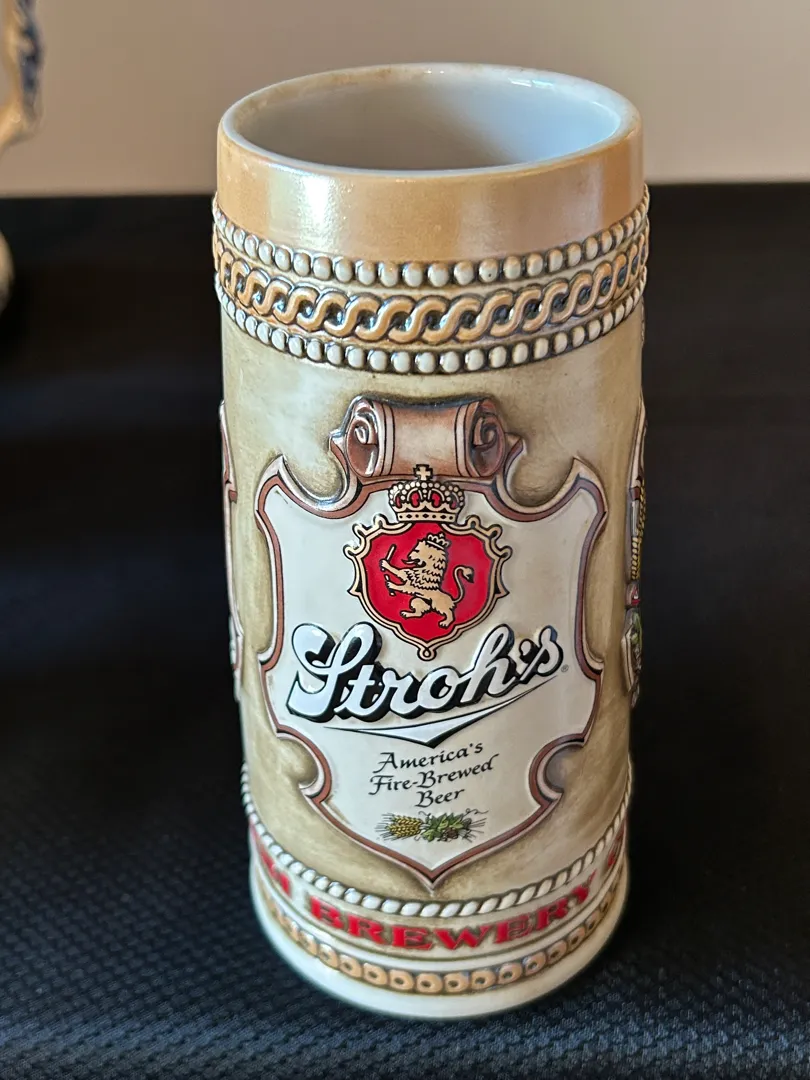 Stroh's®
America's
Fire-Brewed
Beer
BREWERY